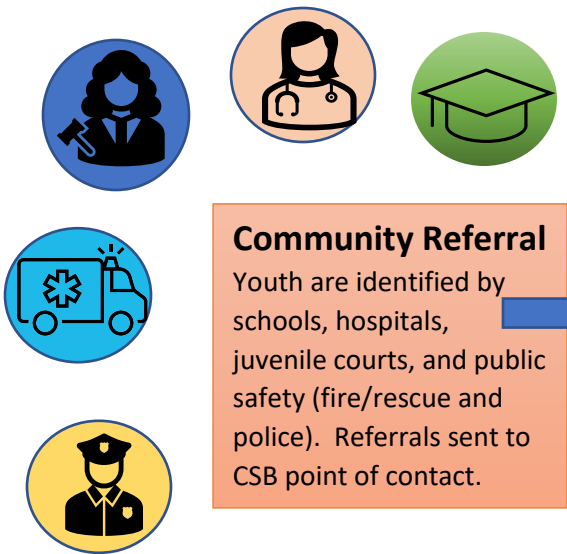 Community Referral
Youth are identified by
schools, hospitals,
juvenile courts, and public
safety (fire/rescue and
police).  Referrals sent to
CSB point of contact.